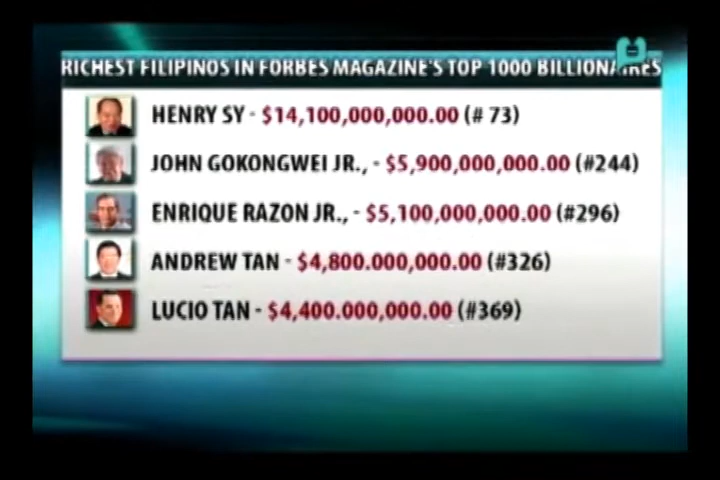 RICHEST FILIPINOS IN FORBES MAGAZINE'S TOP 1000 BILLIONAIRES
HENRY SY - $14,100,000,000.00 (# 73)
JOHN GOKONGWEI JR., - $5,900,000,000.00 (#244)
ENRIQUE RAZON JR., - $5,100,000,000.00 (#296)
ANDREW TAN - $4,800.000,000.00 (#326)
LUCIO TAN - $4,400.000,000.00 (#369)